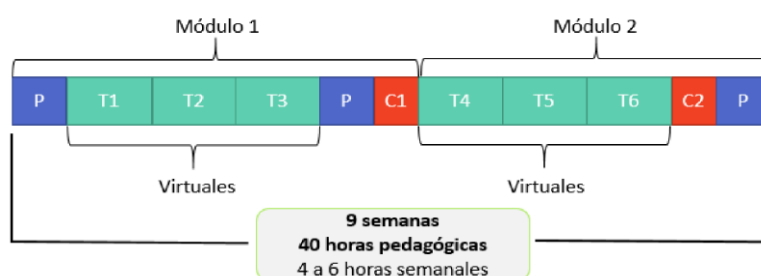 Módulo 1
Módulo 2
P T1 T2 T3 P C1 T4 T5 T6 C2 P
Virtuales
Virtuales
9 semanas
40 horas pedagógicas
4 a 6 horas semanales